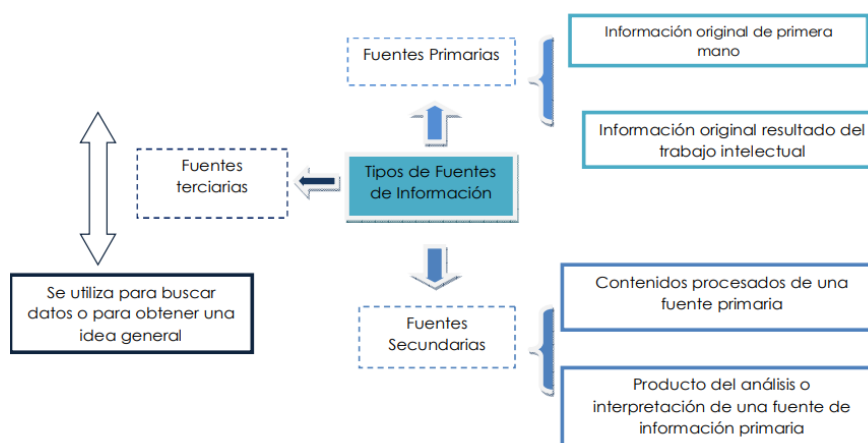 Fuentes Primarias
Información original de primera
mano
Información original resultado del
trabajo intelectual
Fuentes
terciarias
Tipos de Fuentes
de Información
Se utiliza para buscar
datos o para obtener una
idea general
Fuentes
Secundarias
Contenidos procesados de una
fuente primaria
Producto del análisis o
interpretación de una fuente de
información primaria